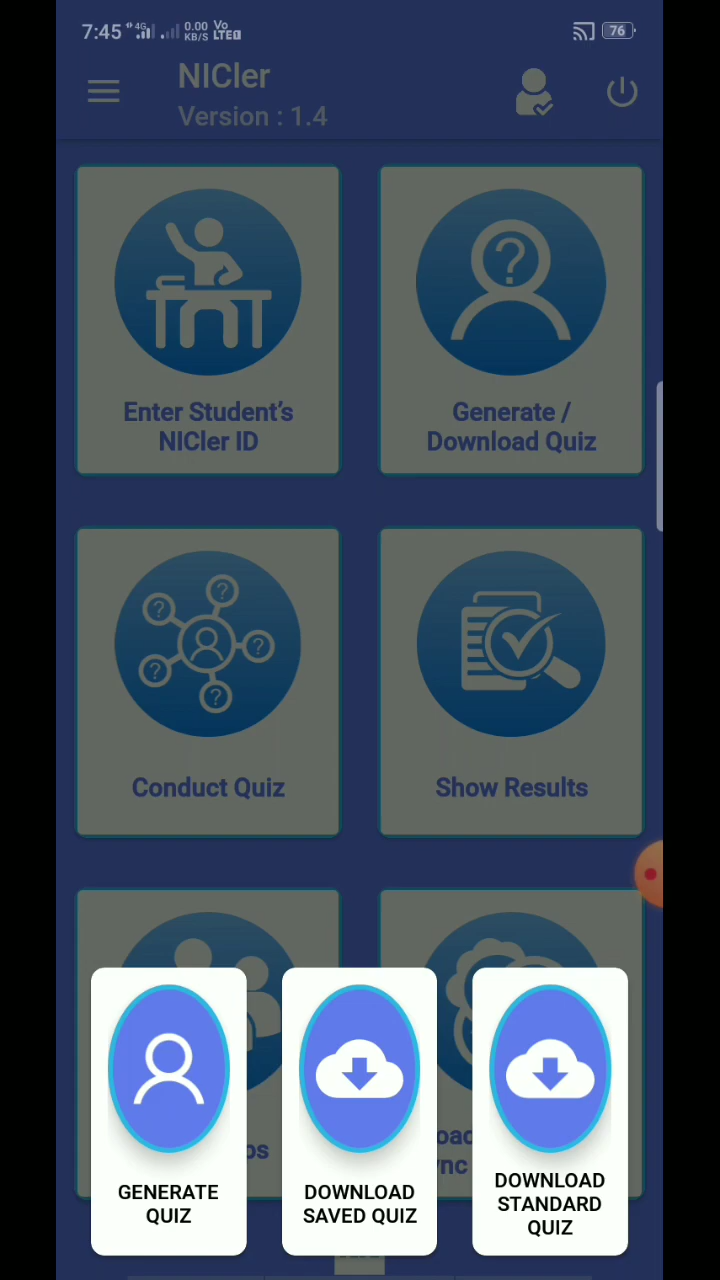 7:45 4G 0.00 KB/S Vo LTE 76
NICler
Version : 1.4
Enter Student's
NICler ID
Generate /
Download Quiz
Conduct Quiz
Show Results
GENERATE
QUIZ
DOWNLOAD
SAVED QUIZ
DOWNLOAD
STANDARD
QUIZ